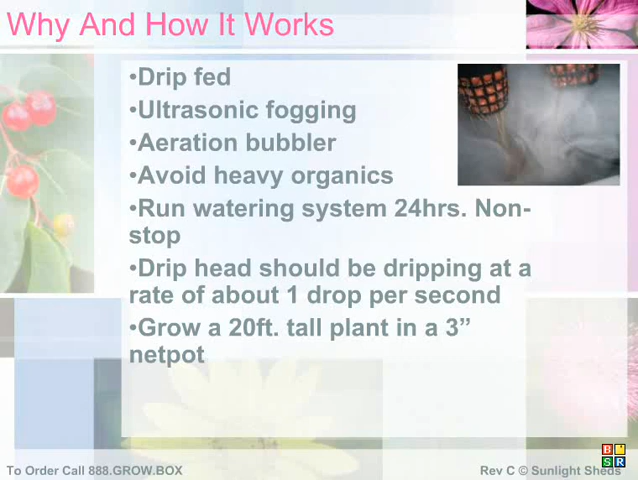 Why And How It Works
•Drip fed
•Ultrasonic fogging
•Aeration bubbler
•Avoid heavy organics
•Run watering system 24hrs. Non-
stop
•Drip head should be dripping at a
rate of about 1 drop per second
•Grow a 20ft. tall plant in a 3”
netpot
To Order Call 888.GROW.BOX
Rev C © Sunlight Sheds
B
S R